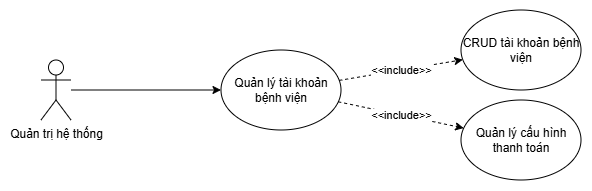 CRUD tài khoản bệnh
viện
<<include>>
Quản lý tài khoản
bệnh viện
<<include>>
Quản trị hệ thống
Quản lý cấu hình
thanh toán